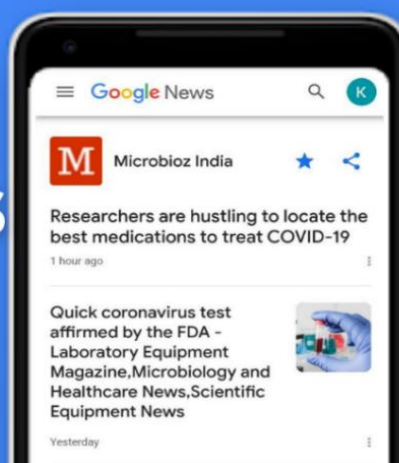 Google News
K
M Microbioz India
Researchers are hustling to locate the
best medications to treat COVID-19
1 hour ago
Quick coronavirus test
affirmed by the FDA -
Laboratory Equipment
Magazine,Microbiology and
Healthcare News,Scientific
Equipment News
Yesterday